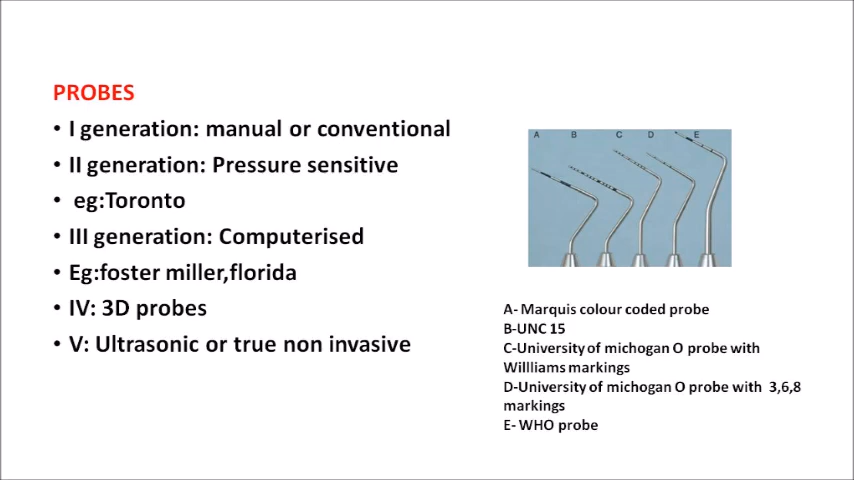 PROBES
• I generation: manual or conventional
• II generation: Pressure sensitive
• eg:Toronto
• III generation: Computerised
• Eg:foster miller,florida
• IV: 3D probes
• V: Ultrasonic or true non invasive
A B C D E
A- Marquis colour coded probe
B-UNC 15
C-University of michogan O probe with
Willliams markings
D-University of michogan O probe with 3,6,8
markings
E- WHO probe